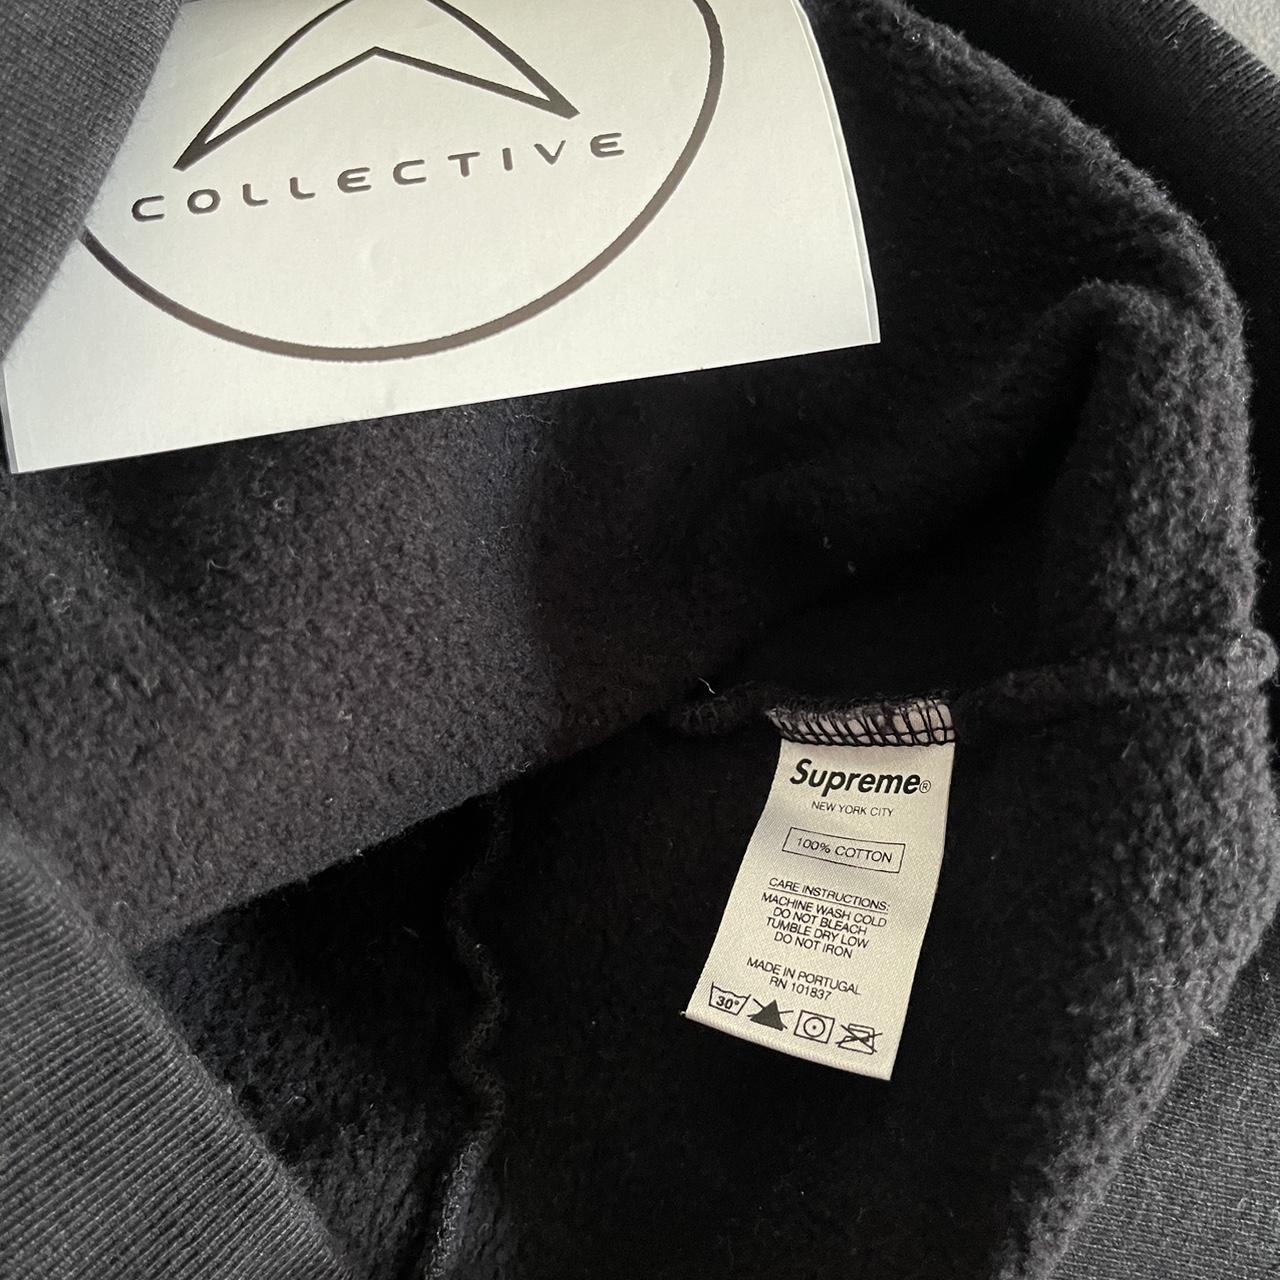 COLLECTIVE
Supreme®
NEW YORK CITY
100% COTTON
CARE INSTRUCTIONS:
MACHINE WASH COLD
DO NOT BLEACH
TUMBLE DRY LOW
DO NOT IRON
MADE IN PORTUGAL
RN 101837
30°